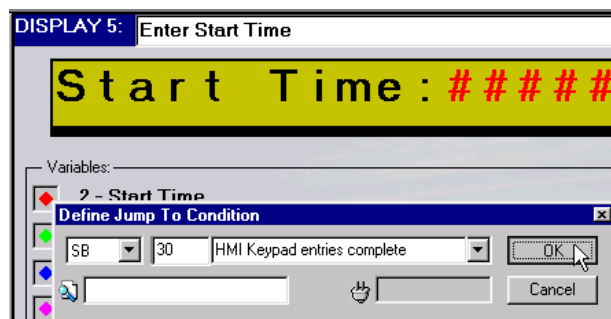 DISPLAY 5: Enter Start Time
Start Time:#####
Variables:
2 - Start Time
Define Jump To Condition
SB 30 HMI Keypad entries complete OK
Cancel